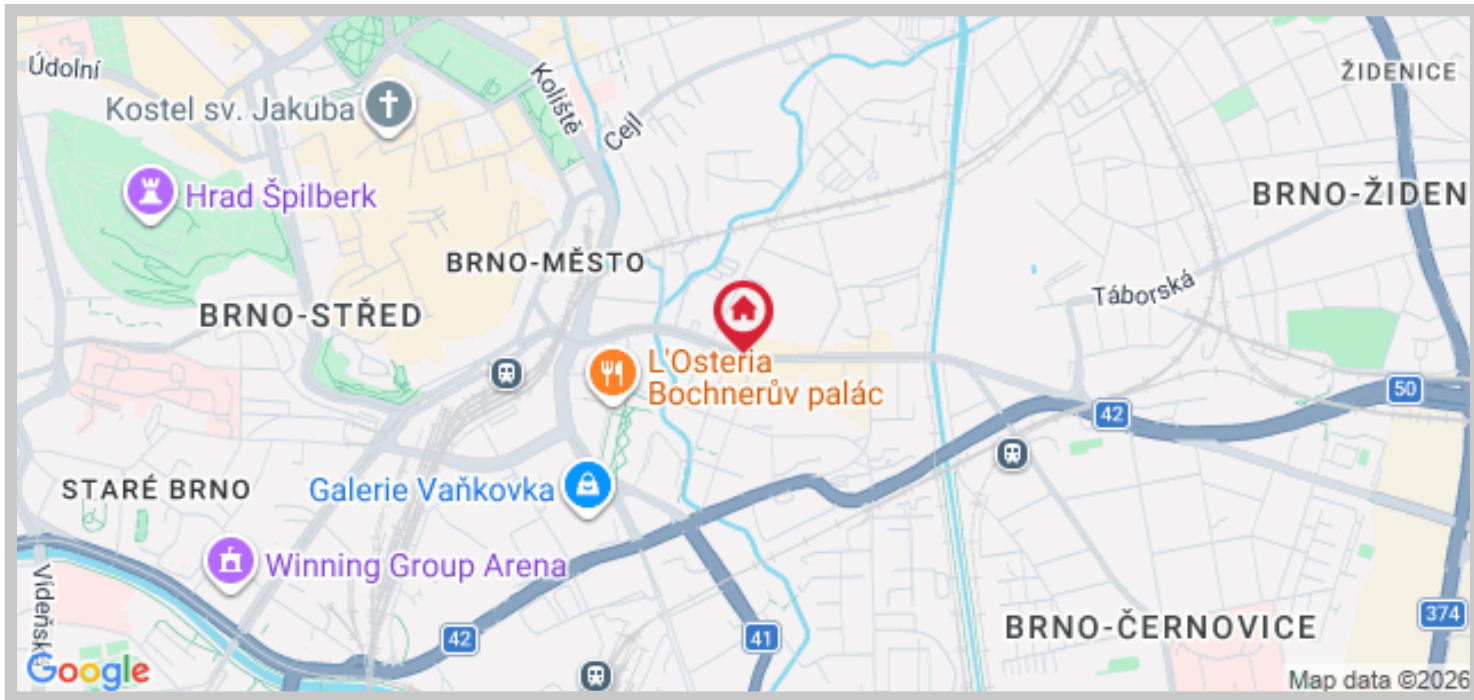 Údolní
Kostel sv. Jakuba
Koliště
Cejl
ŽIDENICE
Hrad Špilberk
BRNO-ŽIDEN
BRNO-MĚSTO
BRNO-STŘED
Táborská
L'Osteria
Bochnerův palác
50
42
STARÉ BRNO
Galerie Vaňkovka
Winning Group Arena
Vídeňsk
42
41
BRNO-ČERNOVICE
374
Google
Map data ©2026